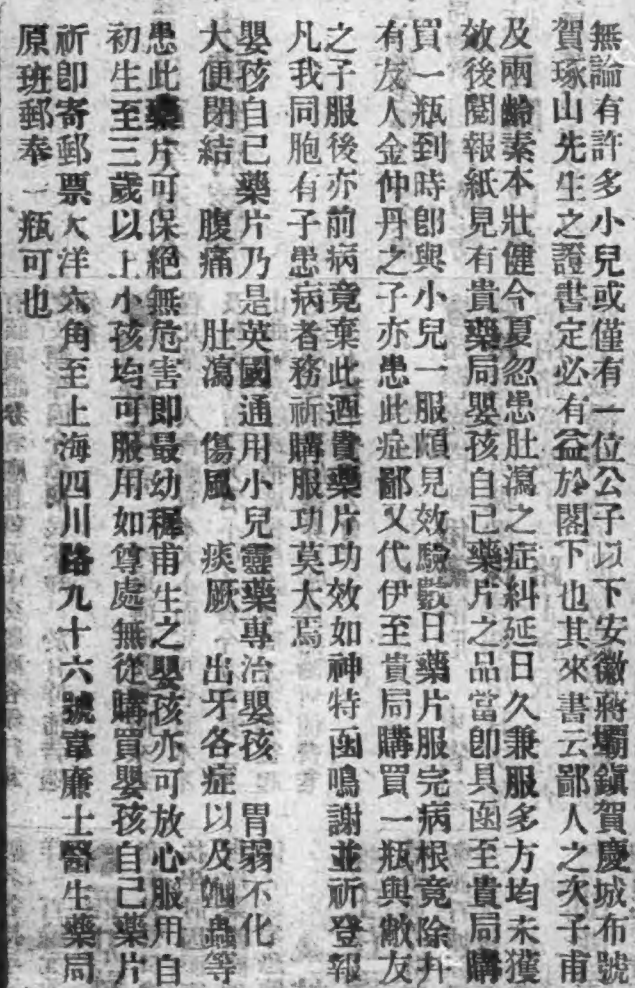 無論有許多小兒或僅有一位公子以下安徽蔣壩鎮賀慶城布號
賀琢山先生之證書定必有益於閣下也其來書云鄙人之次子甫
及兩齡素本壯健今夏忽患肚瀉之症糾延日久兼服多方均未獲
效後閱報紙見有貴藥局嬰孩自己藥片之品當卽具函至貴局購
買一瓶到時卽與小兒一服頗見效驗數日藥片服完病根竟除幷
有友人金仲丹之子亦患此症鄙又代伊至貴局購買一瓶與敝友
之子服後亦前病竟棄此迺貴藥片功效如神特函鳴謝並祈登報
凡我同胞有子患病者務祈購服功莫大焉
嬰孩自己藥片乃是英國通用小兒靈藥專治嬰孩 胃弱不化
大便閉結 腹痛 肚瀉 傷風 痰厥 出牙各症以及蟲等
患此藥片可保絕無危害即最幼穉甫生之嬰孩亦可放心服用自
初生至三歲以上小孩均可服用如尊處無從購買嬰孩自己藥片
祈卽寄郵票大洋六角至上海四川路九十六號韋廉士醫生藥局
原班郵奉一瓶可也